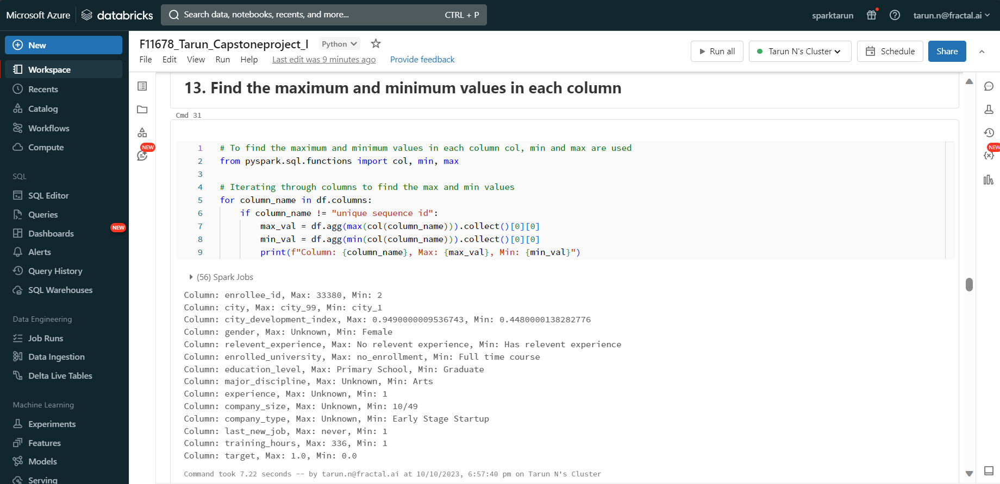 Microsoft Azure databricks Search data, notebooks, recents, and more... CTRL + P sparktarun tarun.n@fractal.ai
New
Workspace
Recents
Catalog
Workflows
Compute
SQL
SQL Editor
Queries
Dashboards NEW
Alerts
Query History
SQL Warehouses
Data Engineering
Job Runs
Data Ingestion
Delta Live Tables
Machine Learning
Experiments
Features
Models
Serving
F11678_Tarun_Capstoneproject_I Python
File Edit View Run Help Last edit was 9 minutes ago Provide feedback
Run all Tarun N's Cluster Schedule Share
NEW
NEW
13. Find the maximum and minimum values in each column
Cmd 31
1 # To find the maximum and minimum values in each column col, min and max are used
2 from pyspark.sql.functions import col, min, max
3
4 # Iterating through columns to find the max and min values
5 for column_name in df.columns:
6 if column_name != "unique sequence id":
7 max_val = df.agg(max(col(column_name))).collect()[0][0]
8 min_val = df.agg(min(col(column_name))).collect()[0][0]
9 print(f"Column: {column_name}, Max: {max_val}, Min: {min_val}")
(56) Spark Jobs
Column: enrollee_id, Max: 33380, Min: 2
Column: city, Max: city_99, Min: city_1
Column: city_development_index, Max: 0.9490000009536743, Min: 0.4480000138282776
Column: gender, Max: Unknown, Min: Female
Column: relevent_experience, Max: No relevent experience, Min: Has relevent experience
Column: enrolled_university, Max: no_enrollment, Min: Full time course
Column: education_level, Max: Primary School, Min: Graduate
Column: major_discipline, Max: Unknown, Min: Arts
Column: experience, Max: Unknown, Min: 1
Column: company_size, Max: Unknown, Min: 10/49
Column: company_type, Max: Unknown, Min: Early Stage Startup
Column: last_new_job, Max: never, Min: 1
Column: training_hours, Max: 336, Min: 1
Column: target, Max: 1.0, Min: 0.0
Command took 7.22 seconds -- by tarun.n@fractal.ai at 10/10/2023, 6:57:40 pm on Tarun N's Cluster